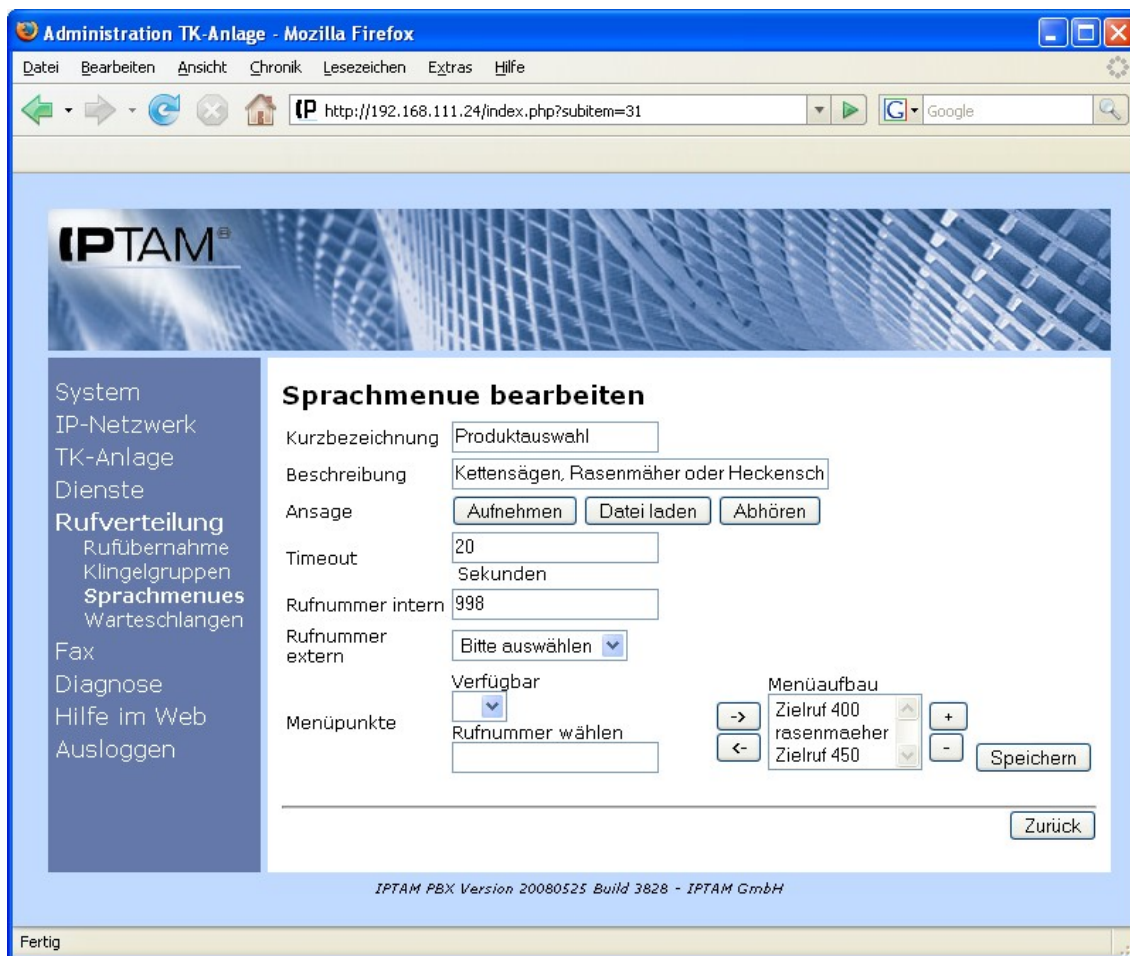 Administration TK-Anlage - Mozilla Firefox
Datei Bearbeiten Ansicht Chronik Lesezeichen Extras Hilfe
(P http://192.168.111.24/index.php?subitem=31 G Google
(PTAM®
System
IP-Netzwerk
TK-Anlage
Dienste
Rufverteilung
Rufübernahme
Klingelgruppen
Sprachmenues
Warteschlangen
Fax
Diagnose
Hilfe im Web
Ausloggen
Sprachmenue bearbeiten
Kurzbezeichnung Produktauswahl
Beschreibung Kettensägen, Rasenmäher oder Heckensch
Ansage Aufnehmen Datei laden Abhören
Timeout 20
Sekunden
Rufnummer intern 998
Rufnummer extern Bitte auswählen
Menüpunkte
Verfügbar
Rufnummer wählen
->
<-
Menüaufbau
Zielruf 400
rasenmaeher
Zielruf 450
+
-
Speichern
Zurück
IPTAM PBX Version 20080525 Build 3828 - IPTAM GmbH
Fertig